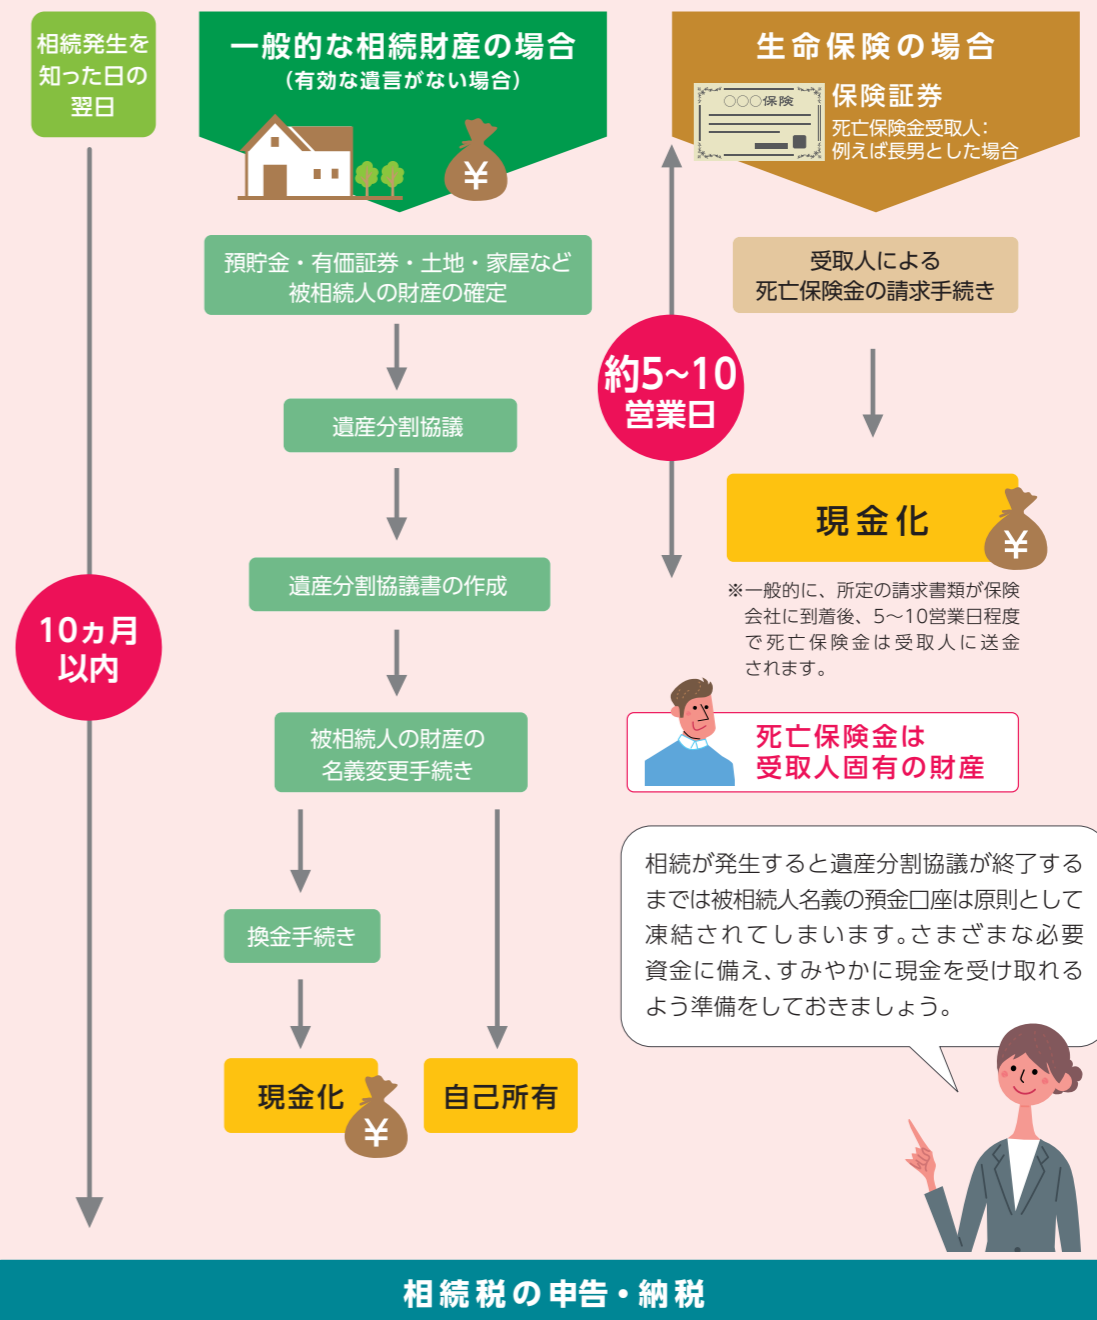 相続発生を
知った日の
翌日
10ヵ月
以内
一般的な相続財産の場合
（有効な遺言がない場合）
¥
預貯金・有価証券・土地・家屋など
被相続人の財産の確定
遺産分割協議
遺産分割協議書の作成
被相続人の財産の
名義変更手続き
換金手続き
現金化
¥
自己所有
生命保険の場合
○○○保険
保険証券
死亡保険金受取人：
例えば長男とした場合
約5~10
営業日
受取人による
死亡保険金の請求手続き
現金化
¥
※一般的に、所定の請求書類が保険
会社に到着後、5〜10営業日程度
で死亡保険金は受取人に送金
されます。
死亡保険金は
受取人固有の財産
相続が発生すると遺産分割協議が終了する
までは被相続人名義の預金口座は原則として
凍結されてしまいます。さまざまな必要
資金に備え、すみやかに現金を受け取れる
よう準備をしておきましょう。
相続税の申告・納税